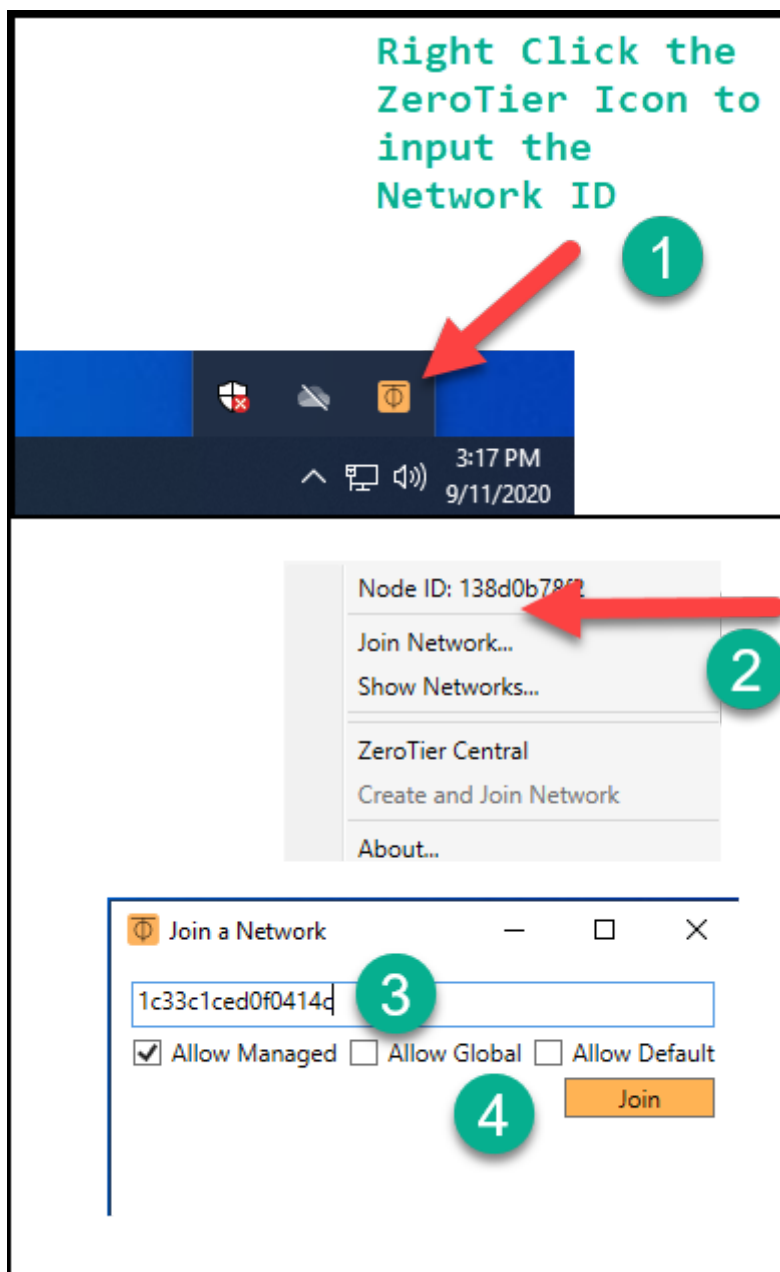 Right Click the
ZeroTier Icon to
input the
Network ID
1
3:17 PM
9/11/2020
Node ID: 138d0b78f2
Join Network...
2
Show Networks...
ZeroTier Central
Create and Join Network
About...
Join a Network
1c33c1ced0f0414c
3
Allow Managed Allow Global Allow Default
4
Join